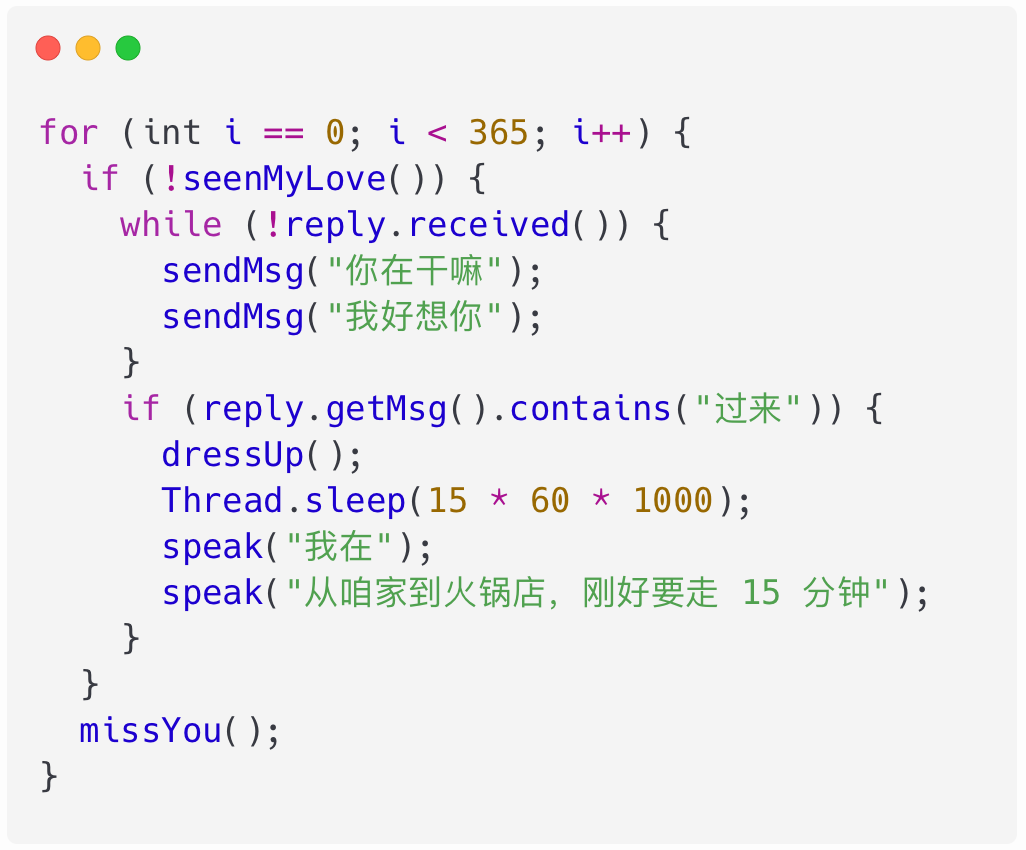 for (int i == 0; i < 365; i++) {
  if (!seenMyLove()) {
    while (!reply.received()) {
      sendMsg("你在干嘛");
      sendMsg("我好想你");
    }
    if (reply.getMsg().contains("过来")) {
      dressUp();
      Thread.sleep(15 * 60 * 1000);
      speak("我在");
      speak("从咱家到火锅店，刚好要走 15 分钟");
    }
  }
  missYou();
}